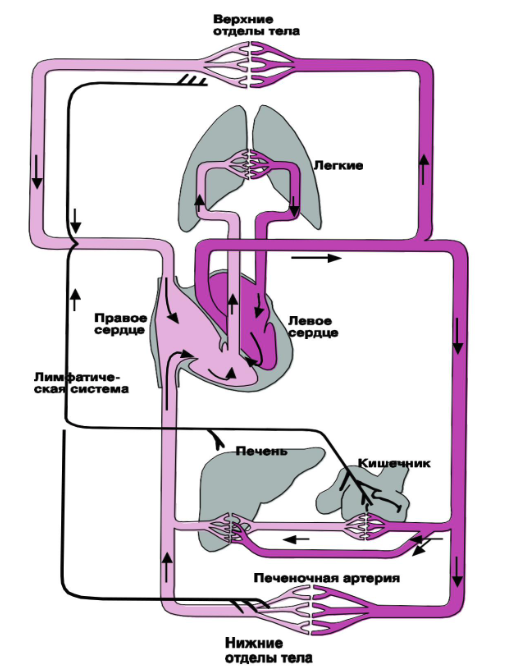 Верхние
отделы тела
Легкие
Правое
сердце
Левое
сердце
Лимфатиче-
ская система
Печень
Кишечник
Печеночная артерия
Нижние
отделы тела